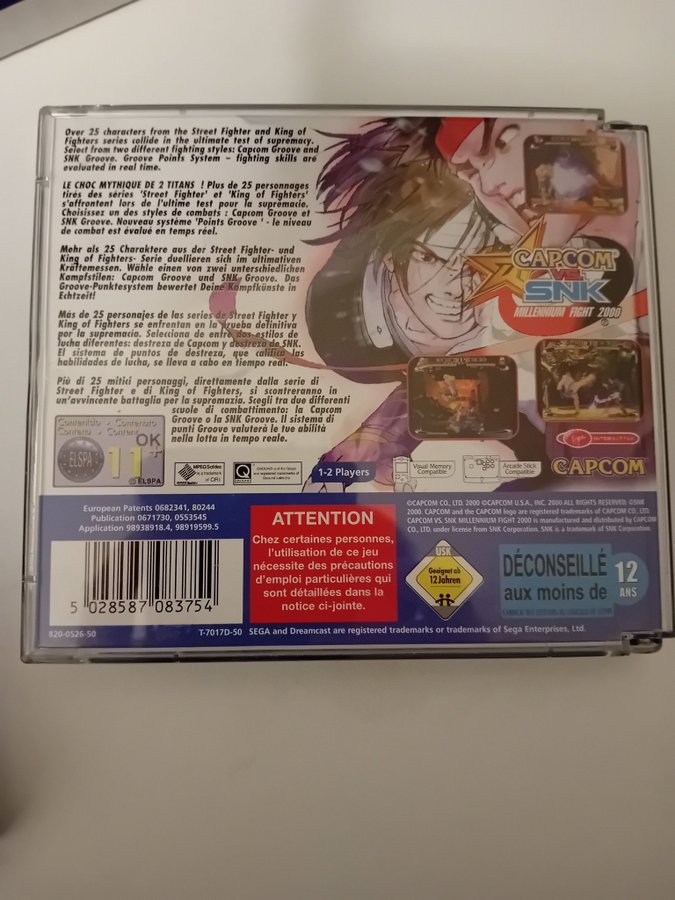 Over 25 characters from the Street Fighter and King of
Fighters series collide in the ultimate test of supremacy.
Select from two different fighting styles: Capcom Groove and
SNK Groove. Groove Points System – fighting skills are
evaluated in real time.
LE CHOC MYTHIQUE DE 2 TITANS ! Plus de 25 personnages
tirés des séries 'Street Fighter' et 'King of Fighters'
s'affrontent lors de l'ultime test pour la supremacie.
Choisissez un des styles de combats : Capcom Groove et
SNK Groove. Nouveau système 'Points Groove ' - le niveau
de combat est évalué en temps réel.
Mehr als 25 Charaktere aus der Street Fighter- und
King of Fighters- Serie duellieren sich im ultimativen
Kräftemessen. Wähle einen von zwei unterschiedlichen
Kampfstilen: Capcom Groove und SNK Groove. Das
Groove-Punktesystem bewertet Deine Kampfkünste in
Echtzeit!
Más de 25 personajes de las series de Street Fighter y
King of Fighters se enfrentan en la prueba definitiva
por la supremacia. Selecciona de entre dos estilos de
lucha diferentes: destreza de Capcom y destreza de SNK.
El sistema de puntos de destreza, que califica las
habilidades de lucha, se lleva a cabo en tiempo real.
Più di 25 mitici personaggi, direttamente dalla serie di
Street Fighter e di King of Fighters, si scontreranno in
un'avvincente battaglia per la supremazia. Scegli tra due differenti
scuole di combattimento: la Capcom
Groove o la SNK Groove. Il sistema di
punti Groove valuterà le tue abilità
nella lotta in tempo reale.
CAPCOM
VS.
SNK
MILLENNIUM FIGHT 2000
Contenicio - Contenuto
Contenu - Content
OK
ELSPA
11+
© ELSPA
MPEG Sofdec
is a trademark
of CRI
Q
1-2 Players
Visual Memory
Compatible
Arcade Stick
Compatible
Virgin INTERACTIVE
CAPCOM
European Patents 0682341, 80244
Publication 0671730, 0553545
Application 98938918.4, 98919599.5
5 028587 083754
820-0526-50
ATTENTION
Chez certaines personnes,
l'utilisation de ce jeu
nécessite des précautions
d'emploi particulières qui
sont détaillées dans la
notice ci-jointe.
©CAPCOM CO., LTD. 2000 ©CAPCOM U.S.A., INC. 2000 ALL RIGHTS RESERVED. ©SNK
2000. CAPCOM and the CAPCOM logo are registered trademarks of CAPCOM CO., LTD
CAPCOM VS. SNK MILLENNIUM FIGHT 2000 is manufactured and distributed by CAPCOM
CO., LTD. under license from SNK Corporation. SNK is a trademark of SNK Corporation.
USK
Geeignet ab
12 Jahren
DÉCONSEILLÉ
aux moins de
12
ANS
T-7017D-50 SEGA and Dreamcast are registered trademarks or trademarks of Sega Enterprises, Ltd.